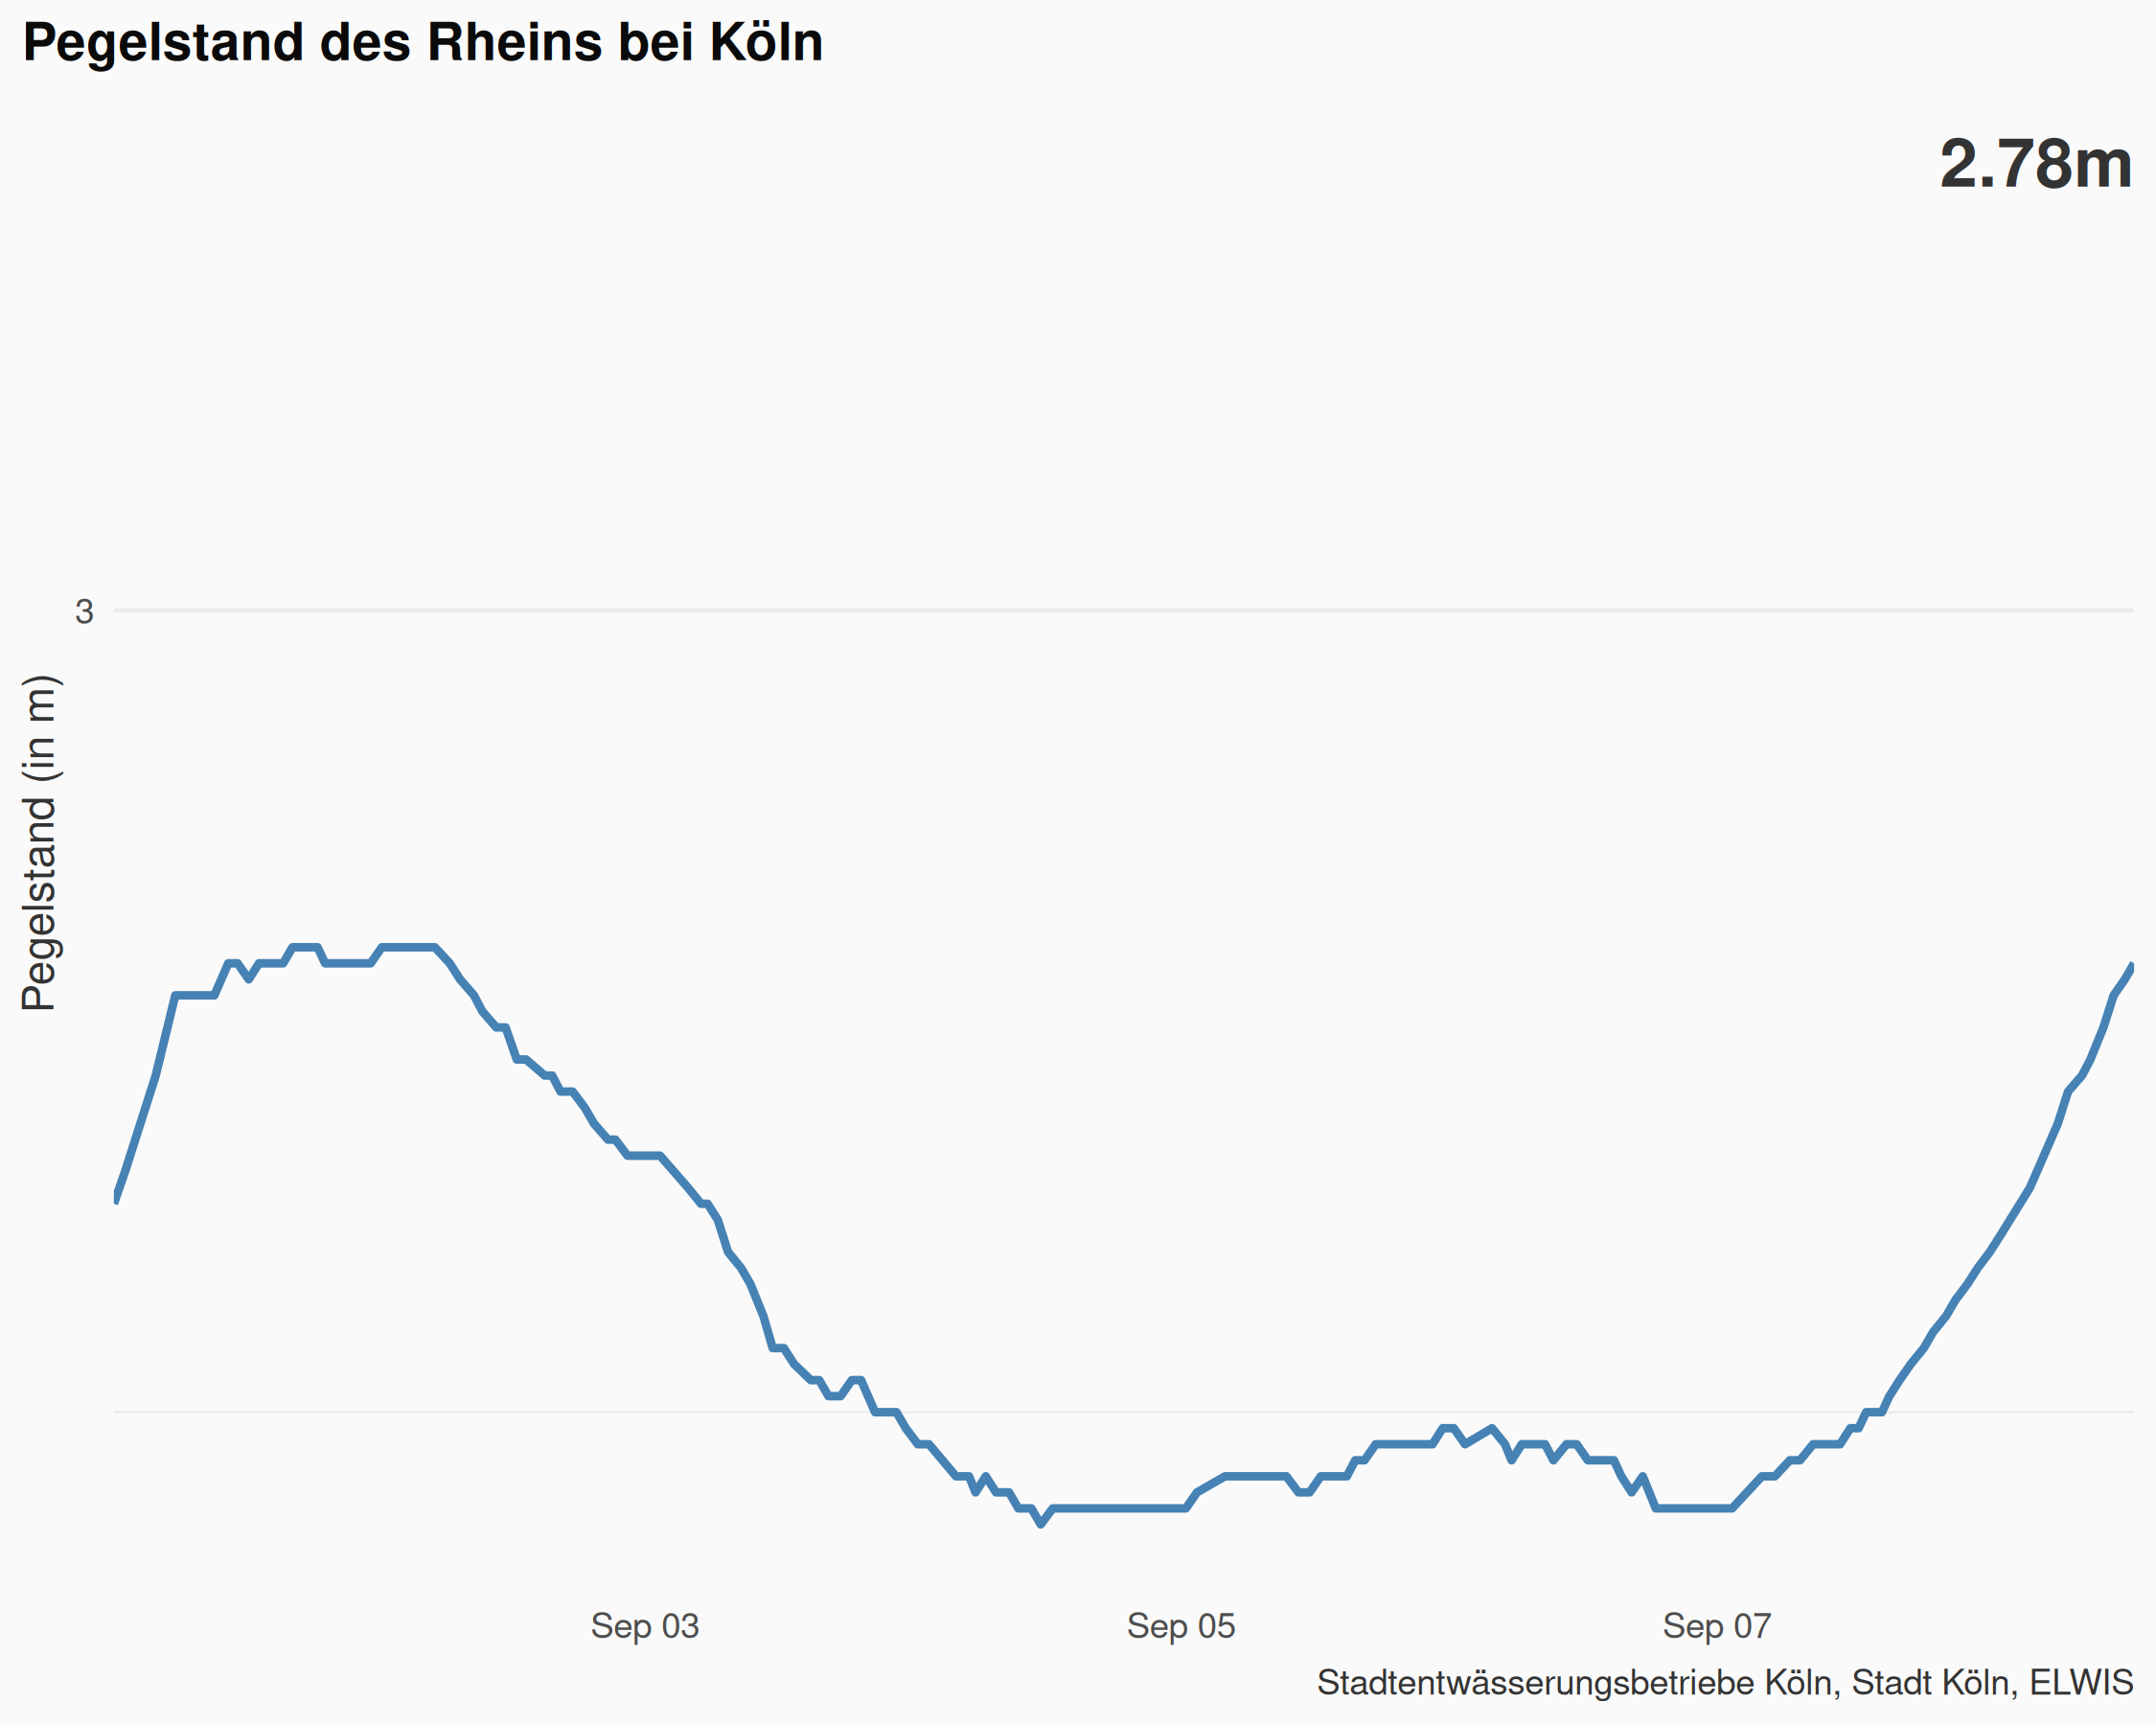 Pegelstand des Rheins bei Köln
2.78m
3
Pegelstand (in m)
Sep 03
Sep 05
Sep 07
Stadtentwässerungsbetriebe Köln, Stadt Köln, ELWIS